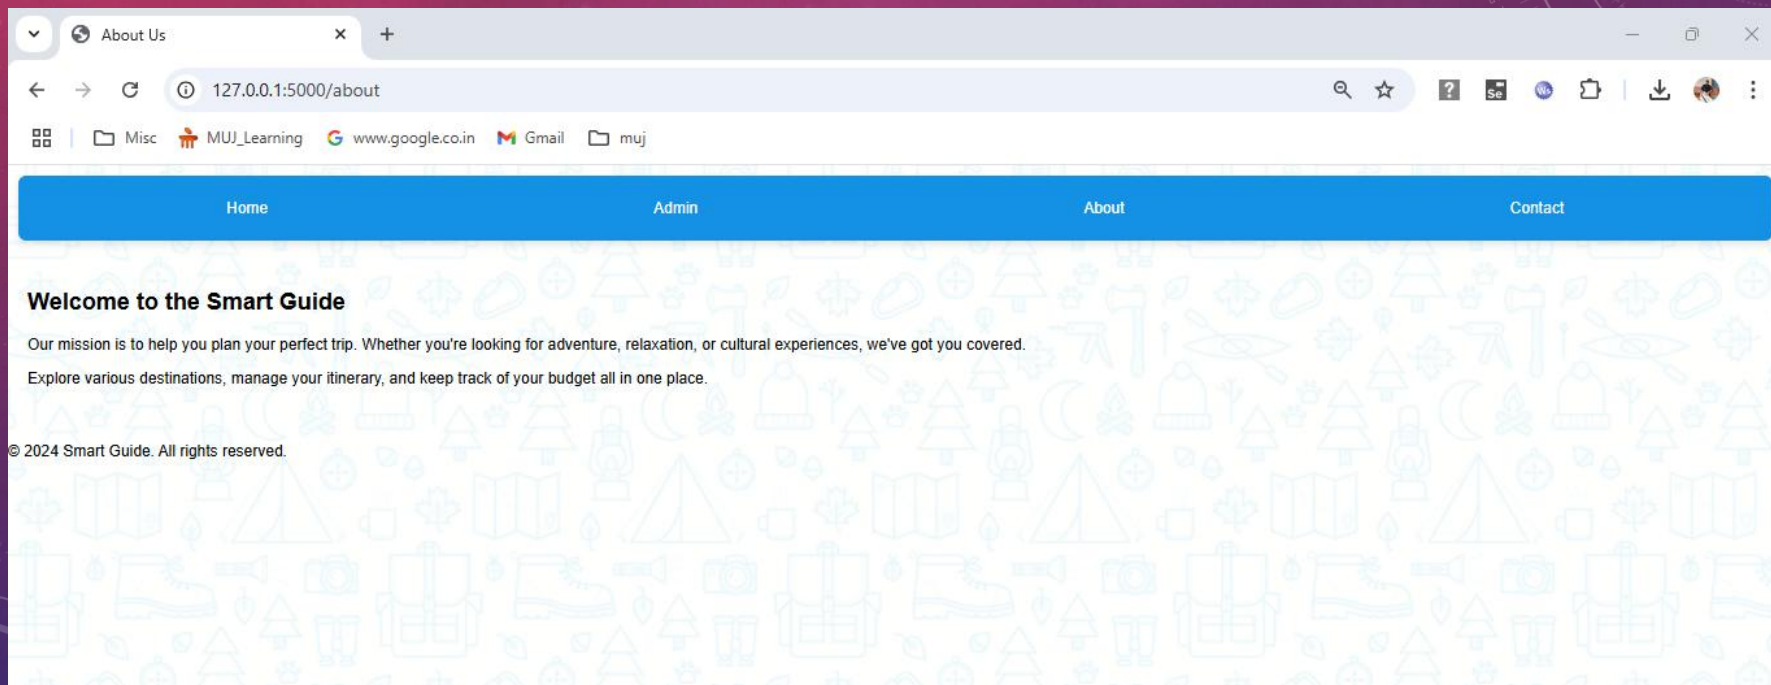 About Us
127.0.0.1:5000/about
Misc MUJ_Learning www.google.co.in Gmail muj
Home Admin About Contact
Welcome to the Smart Guide
Our mission is to help you plan your perfect trip. Whether you're looking for adventure, relaxation, or cultural experiences, we've got you covered.
Explore various destinations, manage your itinerary, and keep track of your budget all in one place.
© 2024 Smart Guide. All rights reserved.